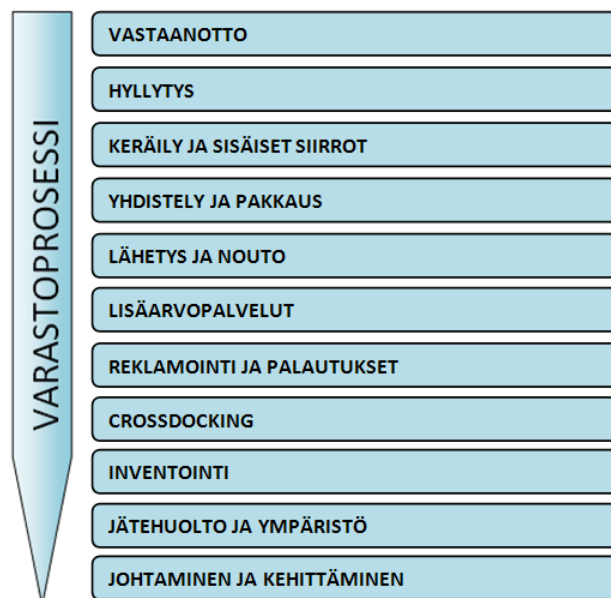 VARASTOPROSESSI
VASTAANOTTO
HYLLYTYS
KERÄILY JA SISÄISET SIIRROT
YHDISTELY JA PAKKAUS
LÄHETYS JA NOUTO
LISÄARVOPALVELUT
REKLAMOINTI JA PALAUTUKSET
CROSSDOCKING
INVENTOINTI
JÄTEHUOLTO JA YMPÄRISTÖ
JOHTAMINEN JA KEHITTÄMINEN